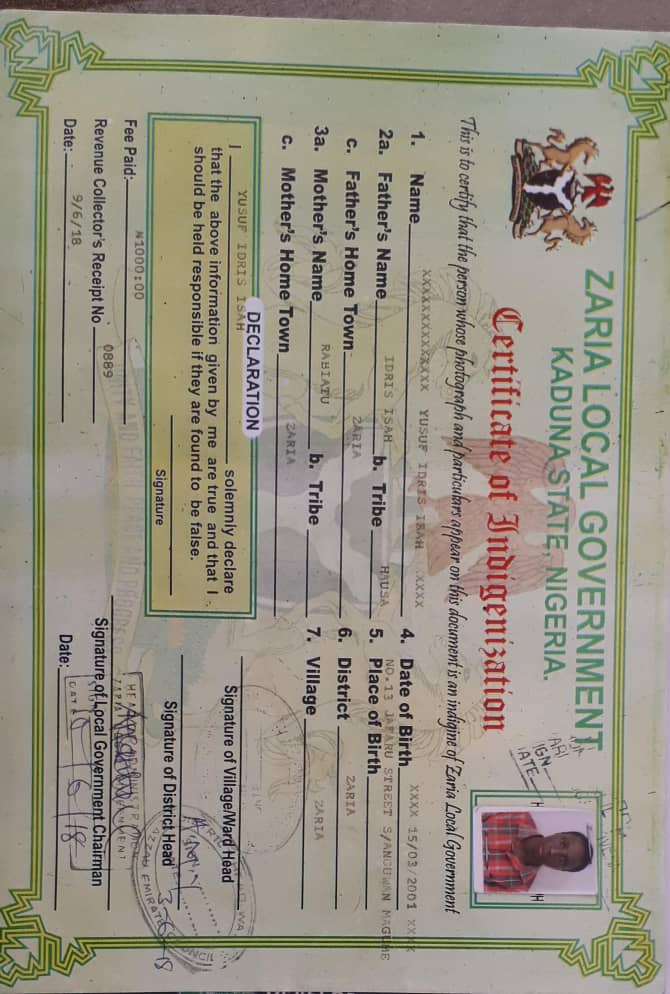 ZARIA LOCAL GOVERNMENT
KADUNA STATE, NIGERIA.
Certificate of Indigenization
This is to certify that the person whose photograph and particulars appear on this document is an indigine of Zaria Local Government
1. Name XXXXXXXXXXXXX YUSUF IDRIS ISAH XXXX
2a. Father's Name IDRIS ISAH b. Tribe HAUSA
c. Father's Home Town ZARIA
3a. Mother's Name RAHIATU b. Tribe
c. Mother's Home Town ZARIA
4. Date of Birth XXXX 15/03/2001 XXXX
NO.13 JAFARU STREET S/ANGUWAN MAGUME
5. Place of Birth
6. District ZARIA
7. Village ZARIA
DECLARATION
I YUSUF IDRIS ISAH solemnly declare
that the above information given by me are true and that I
should be held responsible if they are found to be false.
Signature
Fee Paid: N1000:00
Revenue Collector's Receipt No 0889
Date: 9/6/18
Signature of Village/Ward Head
Signature of District Head
Signature of Local Government Chairman
Date: